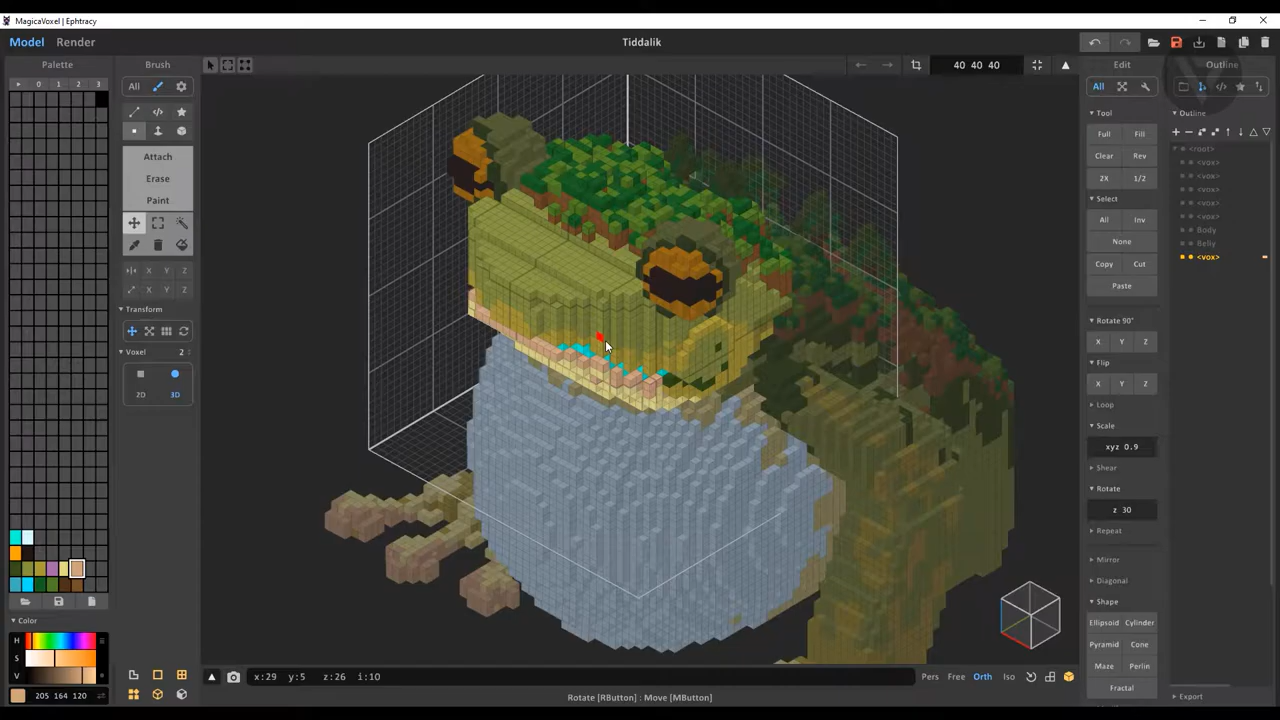 MagicaVoxel | Ephtracy
Model Render
Tiddalik
Palette
Brush
40 40 40
Edit
Outline
0 1 2 3
All
All
Tool
Outline
Full Fill
<root>
Clear Rev
<vox>
Attach
<vox>
Erase
2X 1/2
<vox>
Paint
Select
<vox>
All Inv
<vox>
Body
None
Belly
Copy Cut
<vox>
X Y Z
Paste
X Y Z
Transform
Rotate 90°
X Y Z
Voxel 2
Flip
X Y Z
2D 3D
Loop
Scale
xyz 0.9
Shear
Rotate
z 30
Repeat
Mirror
Diagonal
Shape
Color
Ellipsoid Cylinder
H
Pyramid Cone
S
Maze Perlin
V
x:29 y:5 z:26 i:10
Pers Free Orth Iso
Fractal
205 164 120
Rotate [RButton] : Move [MButton]
Export